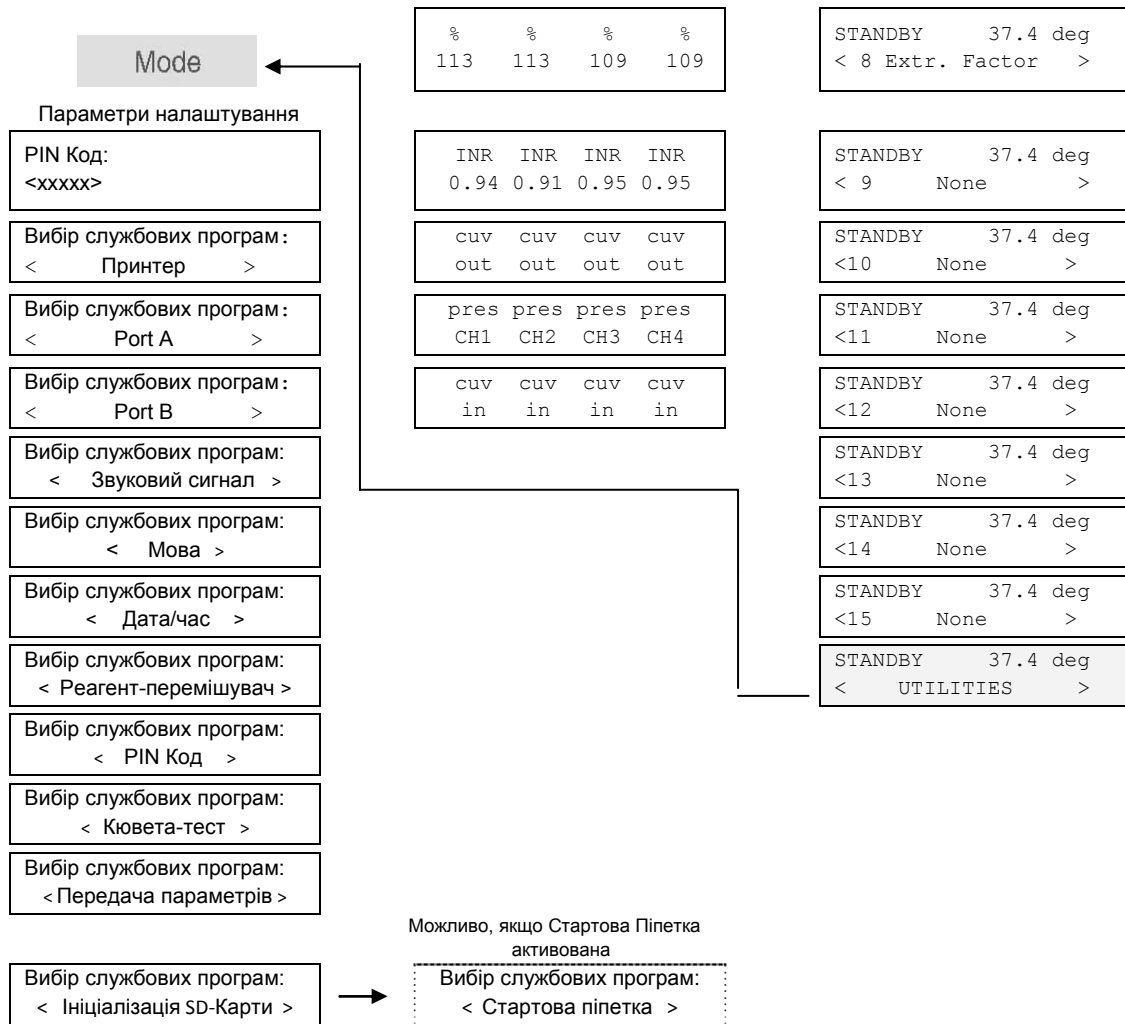 Mode
Параметри налаштування
PIN Код:
<xxxxx>
Вибір службових програм:
< Принтер >
Вибір службових програм:
< Port A >
Вибір службових програм:
< Port B >
Вибір службових програм:
< Звуковий сигнал >
Вибір службових програм:
< Мова >
Вибір службових програм:
< Дата/час >
Вибір службових програм:
< Реагент-перемішувач >
Вибір службових програм:
< PIN Код >
Вибір службових програм:
< Кювета-тест >
Вибір службових програм:
< Передача параметрів >
Вибір службових програм:
< Ініціалізація SD-Карти >
% % % %
113 113 109 109
INR INR INR INR
0.94 0.91 0.95 0.95
cuv cuv cuv cuv
out out out out
pres pres pres pres
CH1 CH2 CH3 CH4
cuv cuv cuv cuv
in in in in
Можливо, якщо Стартова Піпетка
активована
Вибір службових програм:
< Стартова піпетка >
STANDBY 37.4 deg
< 8 Extr. Factor >
STANDBY 37.4 deg
< 9 None >
STANDBY 37.4 deg
<10 None >
STANDBY 37.4 deg
<11 None >
STANDBY 37.4 deg
<12 None >
STANDBY 37.4 deg
<13 None >
STANDBY 37.4 deg
<14 None >
STANDBY 37.4 deg
<15 None >
STANDBY 37.4 deg
< UTILITIES >